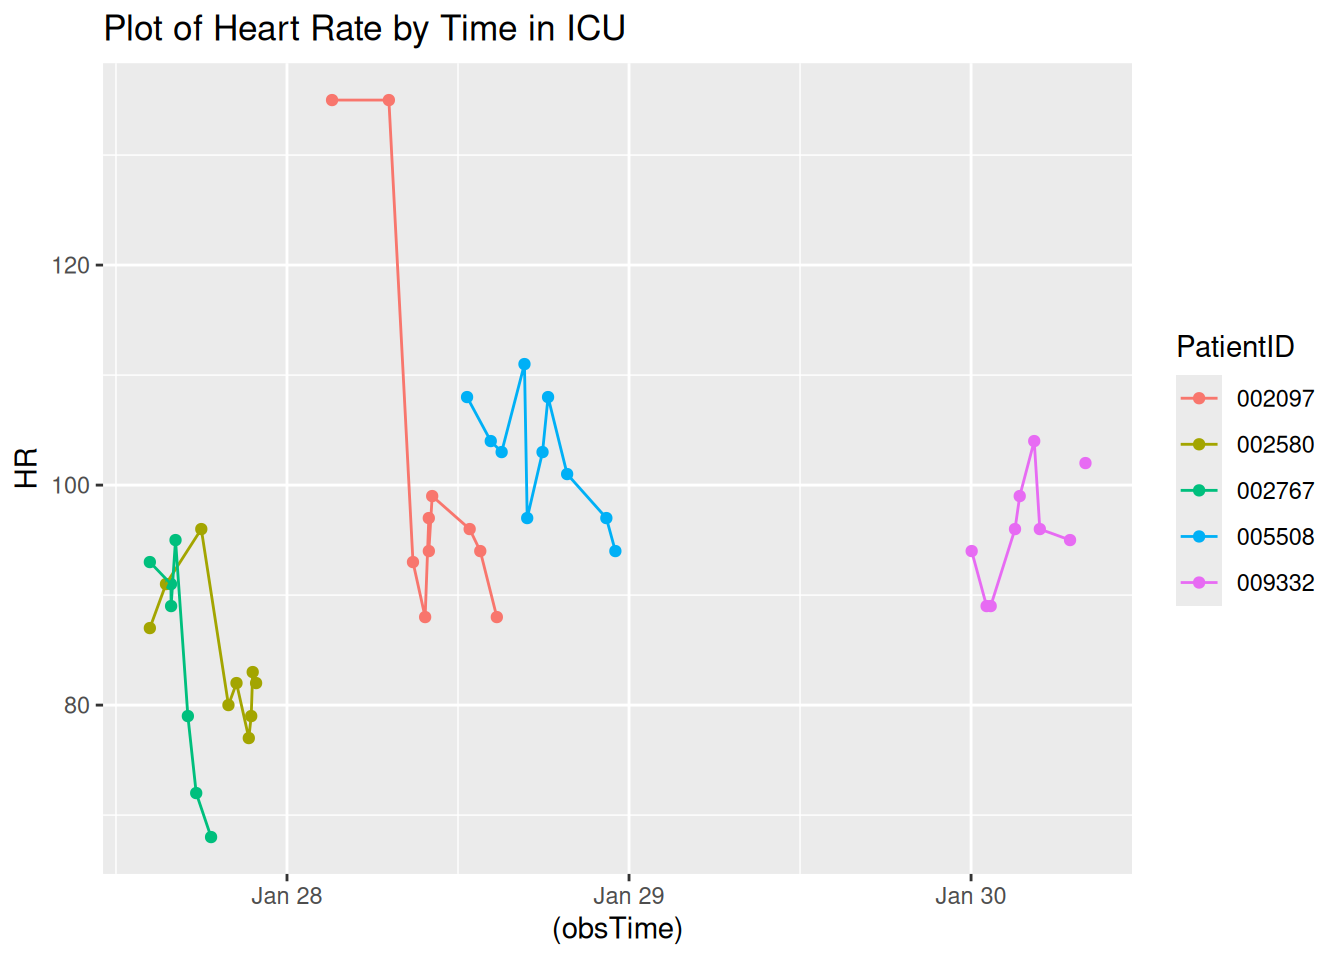 Plot of Heart Rate by Time in ICU
HR
120
100
80
Jan 28
Jan 29
Jan 30
(obsTime)
PatientID
002097
002580
002767
005508
009332